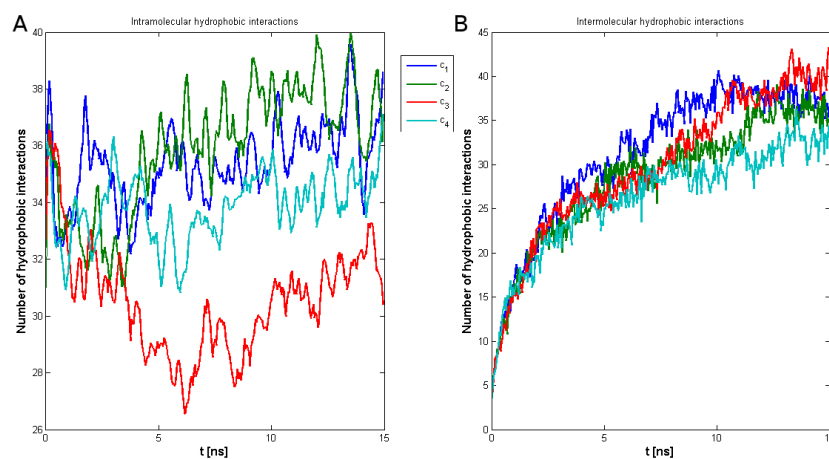 A
Intramolecular hydrophobic interactions
Number of hydrophobic interactions
40
38
36
34
32
30
28
26
0
5
10
15
t [ns]
c1
c2
c3
c4
B
Intermolecular hydrophobic interactions
Number of hydrophobic interactions
45
40
35
30
25
20
15
10
5
0
0
5
10
t [ns]